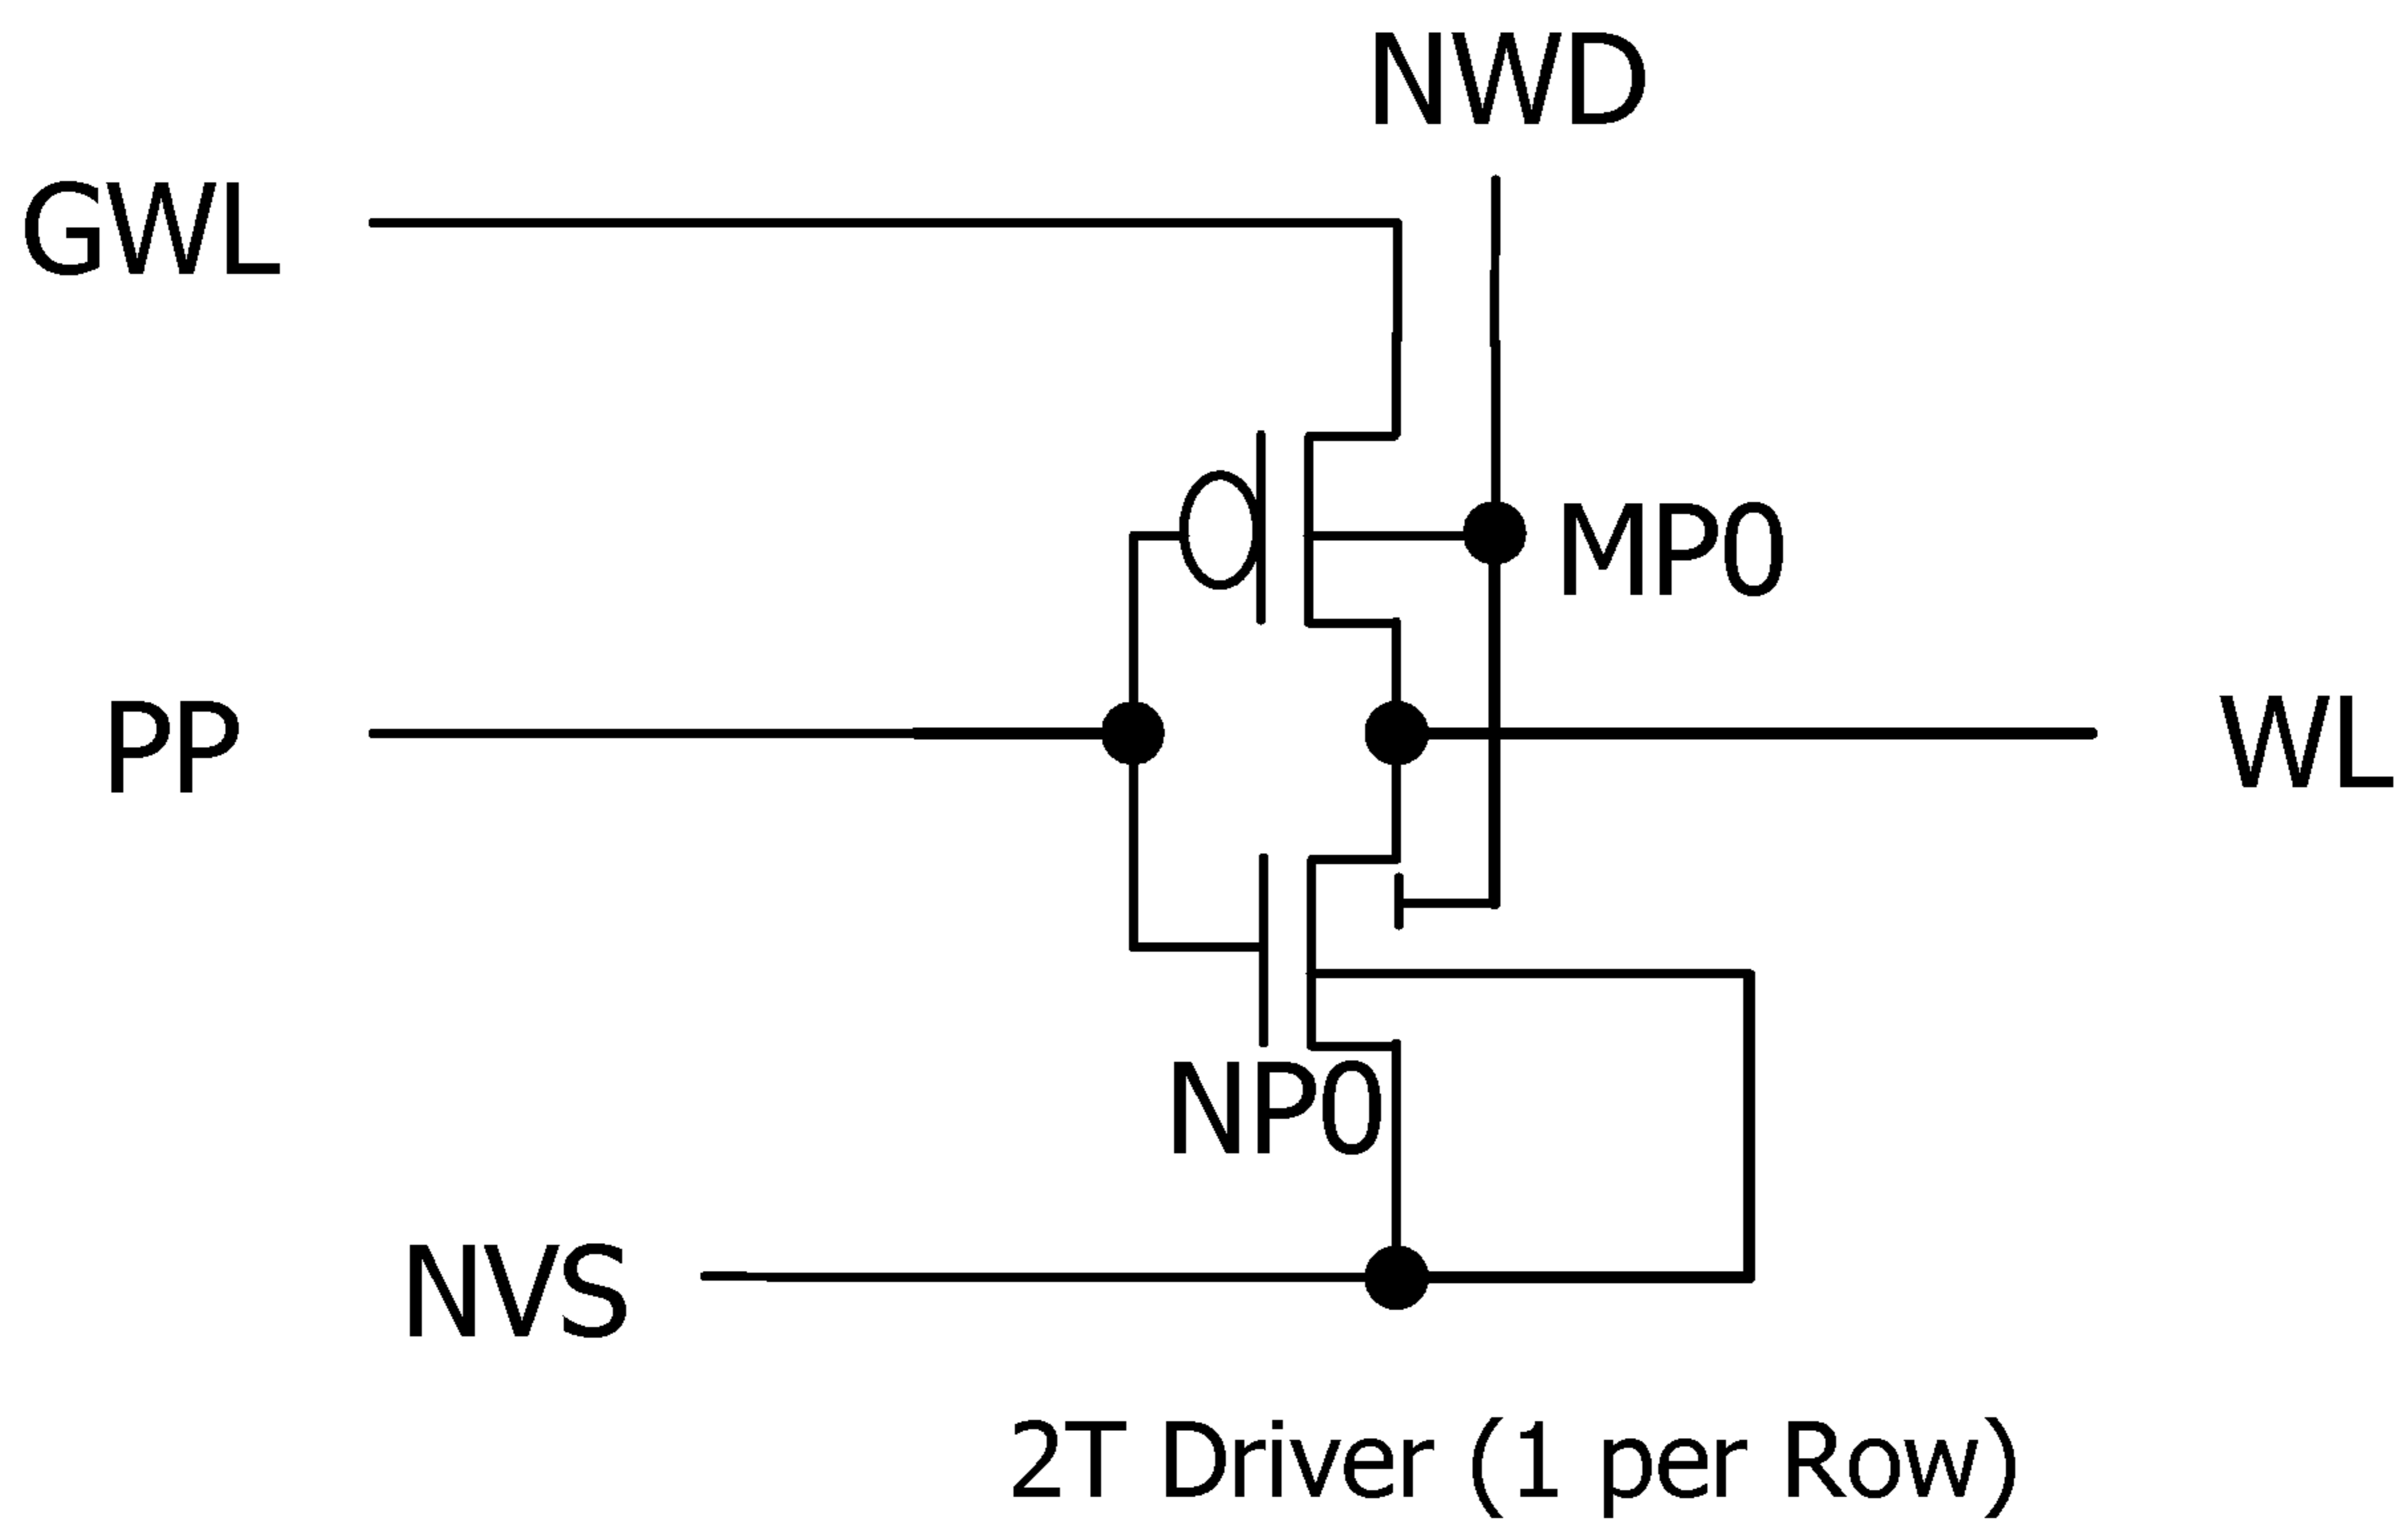 NWD
GWL
MP0
PP
WL
NP0
NVS
2T Driver (1 per Row)